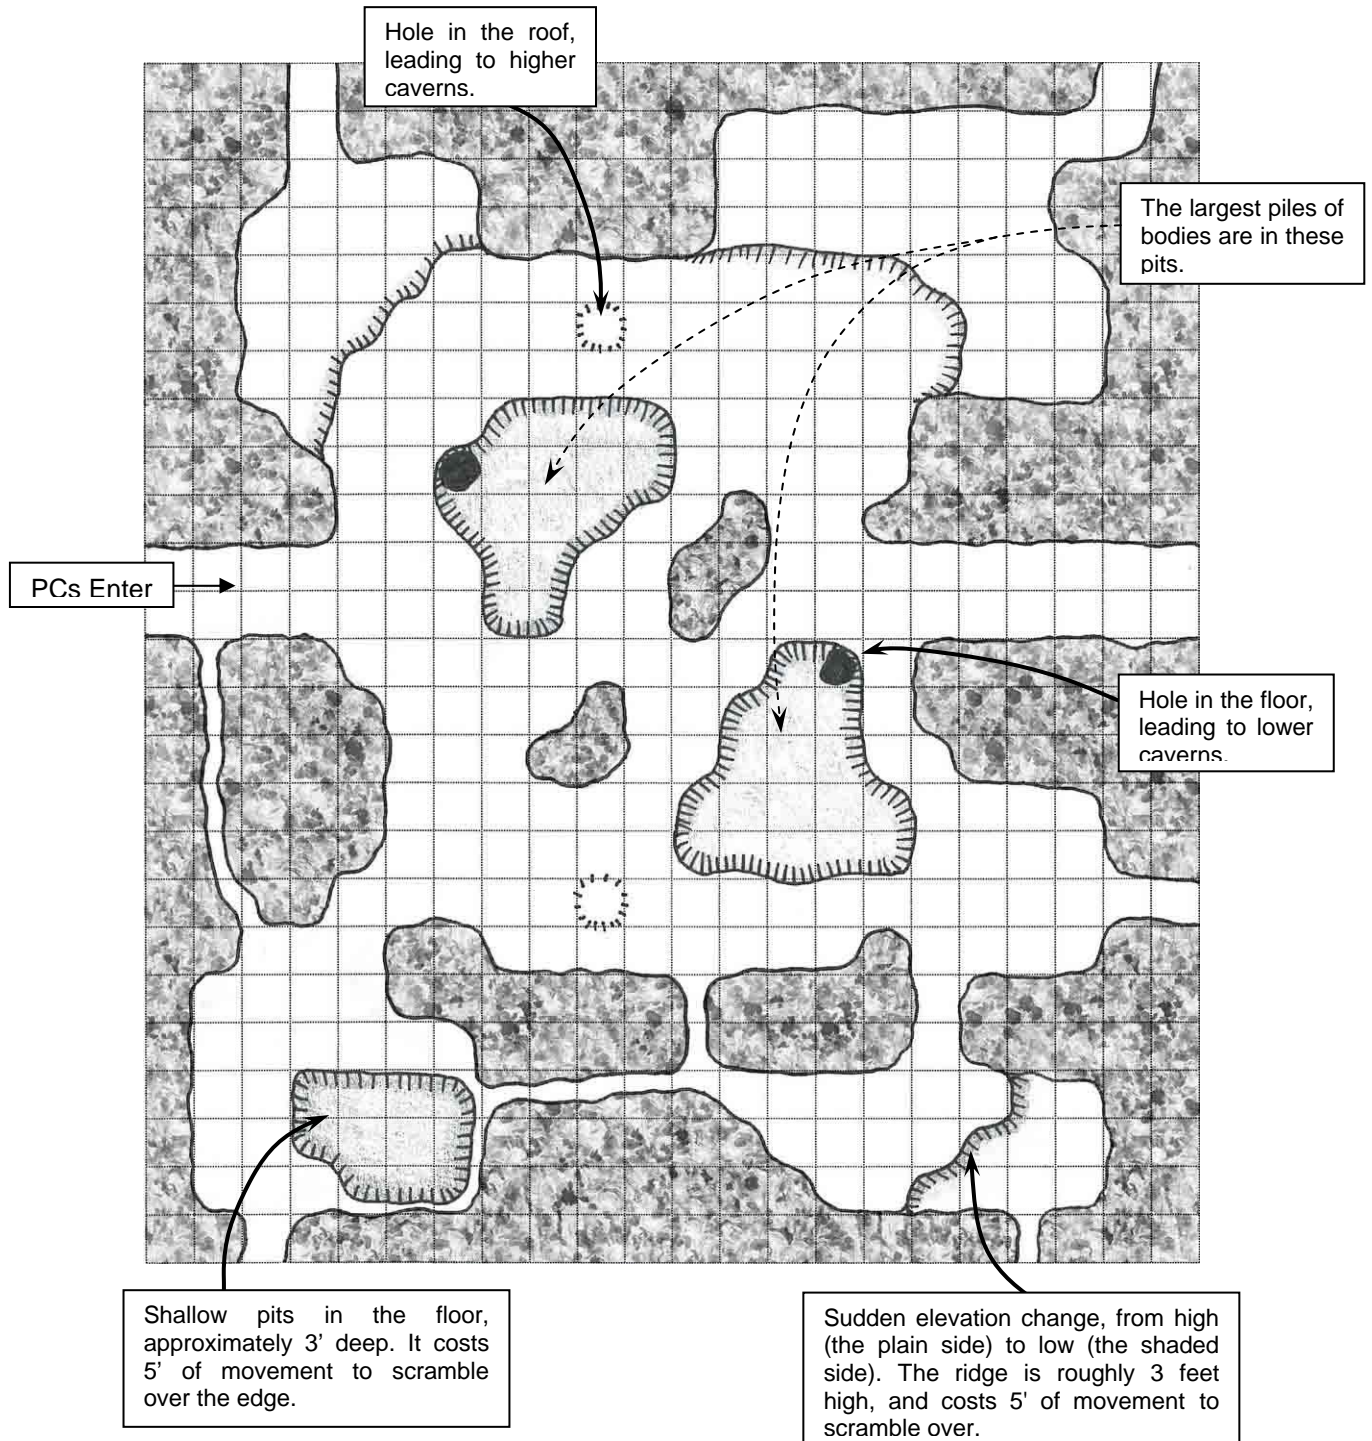 Hole in the roof,
leading to higher
caverns.
The largest piles of
bodies are in these
pits.
PCs Enter
Hole in the floor,
leading to lower
caverns.
Shallow pits in the floor,
approximately 3' deep. It costs
5' of movement to scramble
over the edge.
Sudden elevation change, from high
(the plain side) to low (the shaded
side). The ridge is roughly 3 feet
high, and costs 5' of movement to
scramble over.